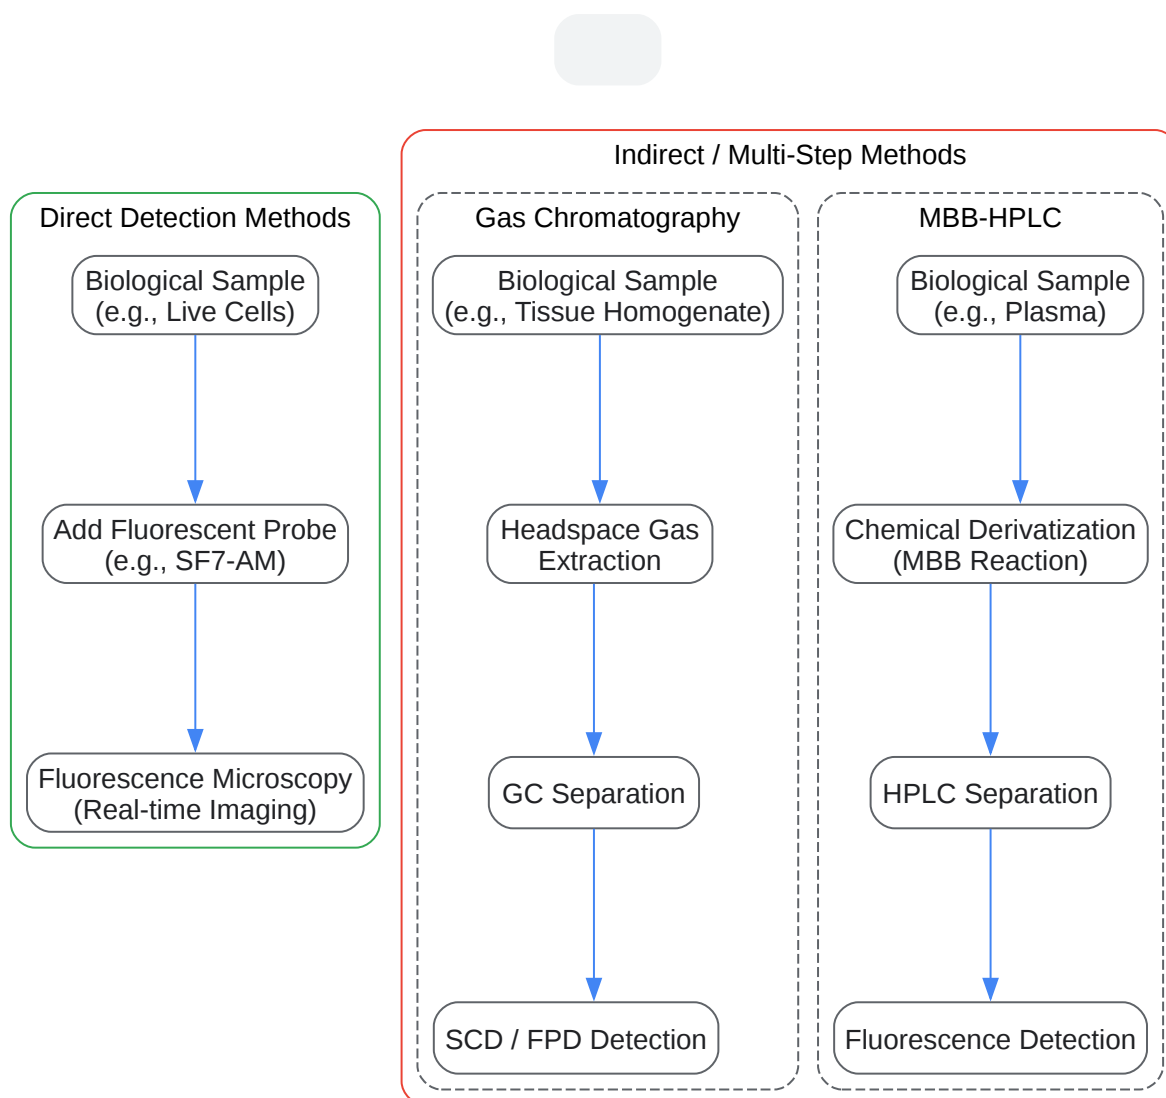 Indirect / Multi-Step Methods
Direct Detection Methods
Biological Sample
(e.g., Live Cells)
Add Fluorescent Probe
(e.g., SF7-AM)
Fluorescence Microscopy
(Real-time Imaging)
Gas Chromatography
Biological Sample
(e.g., Tissue Homogenate)
Headspace Gas
Extraction
GC Separation
SCD / FPD Detection
MBB-HPLC
Biological Sample
(e.g., Plasma)
Chemical Derivatization
(MBB Reaction)
HPLC Separation
Fluorescence Detection